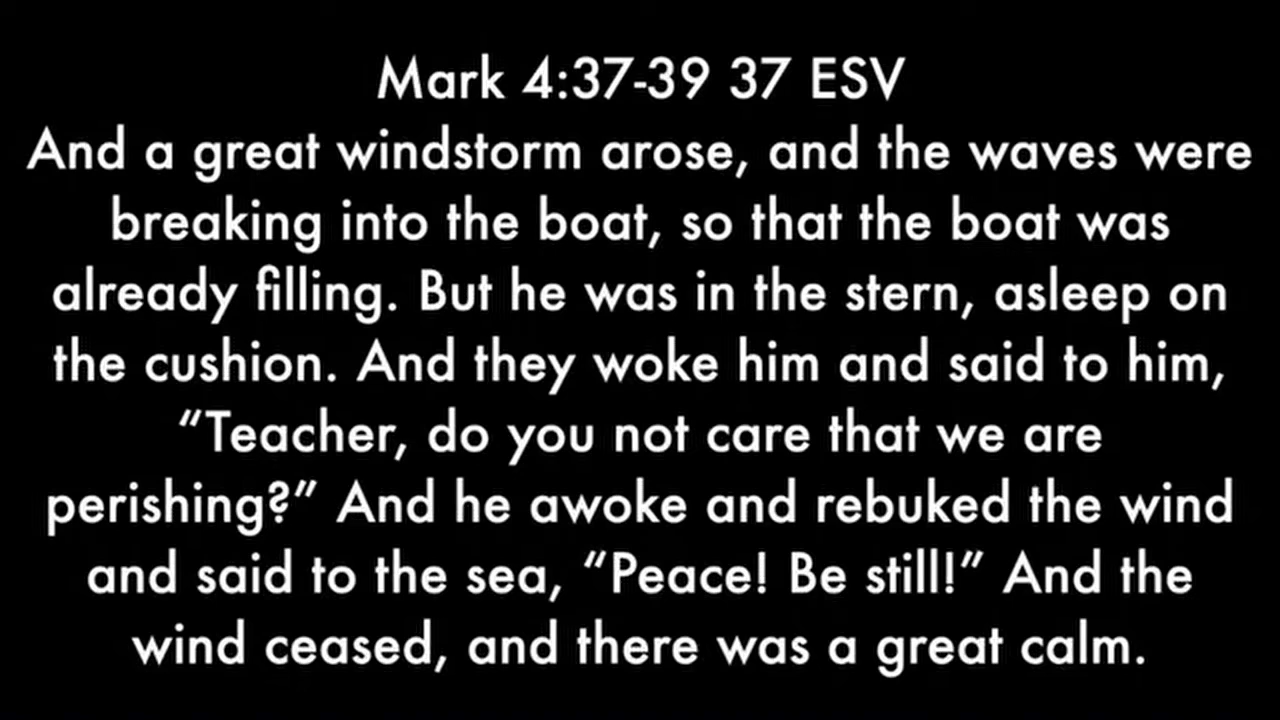 Mark 4:37-39 37 ESV
And a great windstorm arose, and the waves were
breaking into the boat, so that the boat was
already filling. But he was in the stern, asleep on
the cushion. And they woke him and said to him,
“Teacher, do you not care that we are
perishing?” And he awoke and rebuked the wind
and said to the sea, “Peace! Be still!” And the
wind ceased, and there was a great calm.